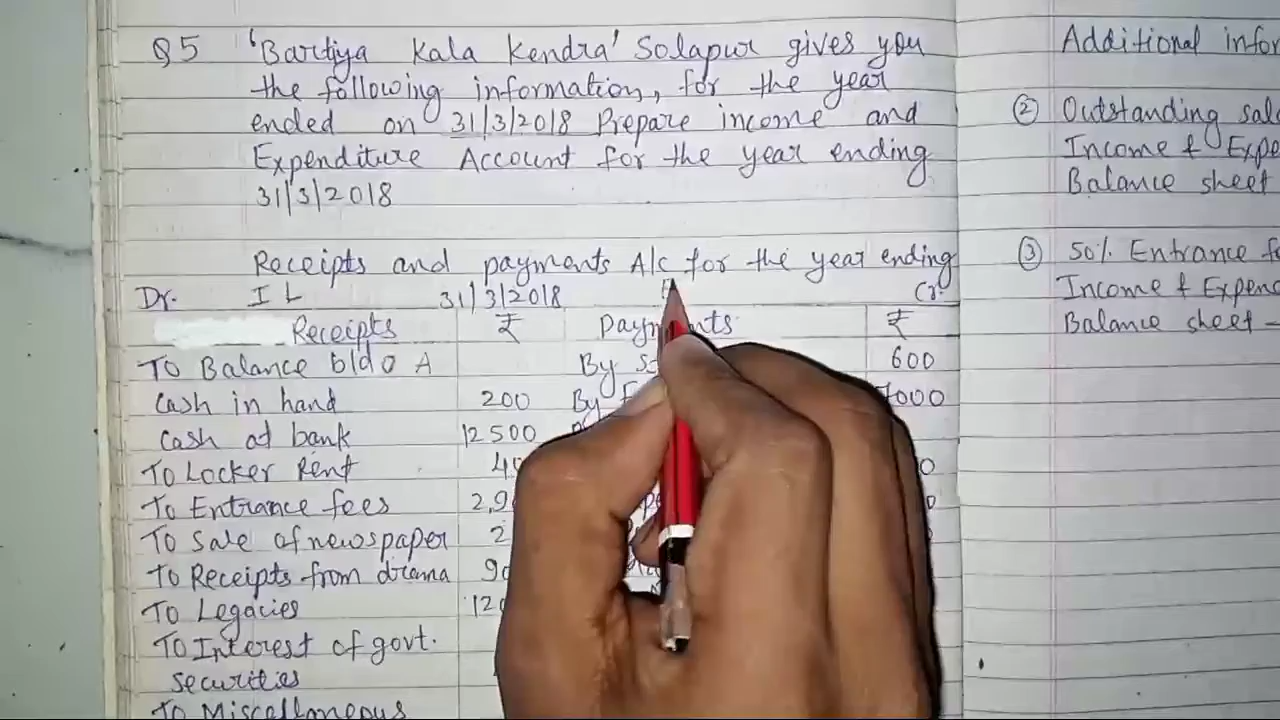 Q5 'Bartiya Kala Kendra' Solapur gives you
the following information, for the year
ended on 31/3/2018 Prepare income and
Expenditure Account for the year ending
31/3/2018
Receipts and payments A/c for the year ending
Dr. I L 31/3/2018 Cr.
Receipts ₹ Payments ₹
To Balance b/d O A By 600
Cash in hand 200 By 7000
Cash at bank 12500
To Locker Rent
To Entrance fees
To Sale of newspaper
To Receipts from drama
To Legacies
To Interest of govt.
securities
To Miscellaneous
Additional
② Outstanding
Income &
Balance sheet
③ 50% Entrance
Income &
Balance sheet -